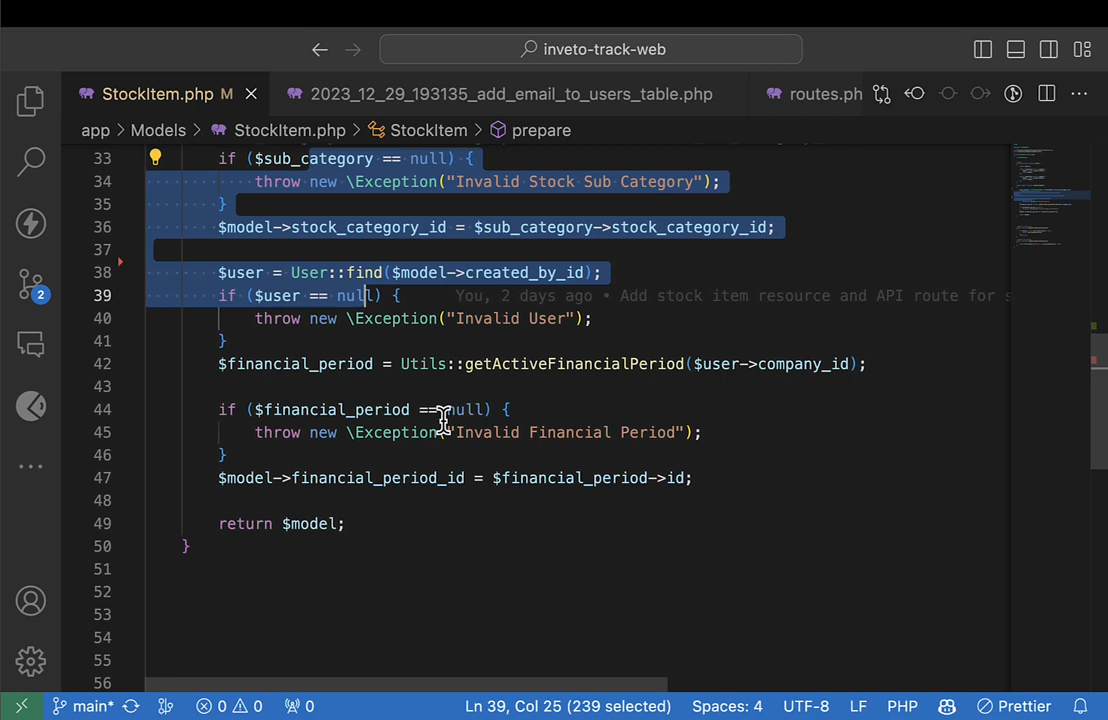 inveto-track-web
StockItem.php M
2023_12_29_193135_add_email_to_users_table.php
routes.ph
app > Models > StockItem.php > StockItem > prepare
33 if ($sub_category == null) {
34 throw new \Exception("Invalid Stock Sub Category");
35 }
36 $model->stock_category_id = $sub_category->stock_category_id;
37
38 $user = User::find($model->created_by_id);
39 if ($user == null) { You, 2 days ago • Add stock item resource and API route for s
40 throw new \Exception("Invalid User");
41 }
42 $financial_period = Utils::getActiveFinancialPeriod($user->company_id);
43
44 if ($financial_period == null) {
45 throw new \Exception("Invalid Financial Period");
46 }
47 $model->financial_period_id = $financial_period->id;
48
49 return $model;
50 }
51
52
53
54
55
56
2
main* 0 0 0 Ln 39, Col 25 (239 selected) Spaces: 4 UTF-8 LF PHP Prettier